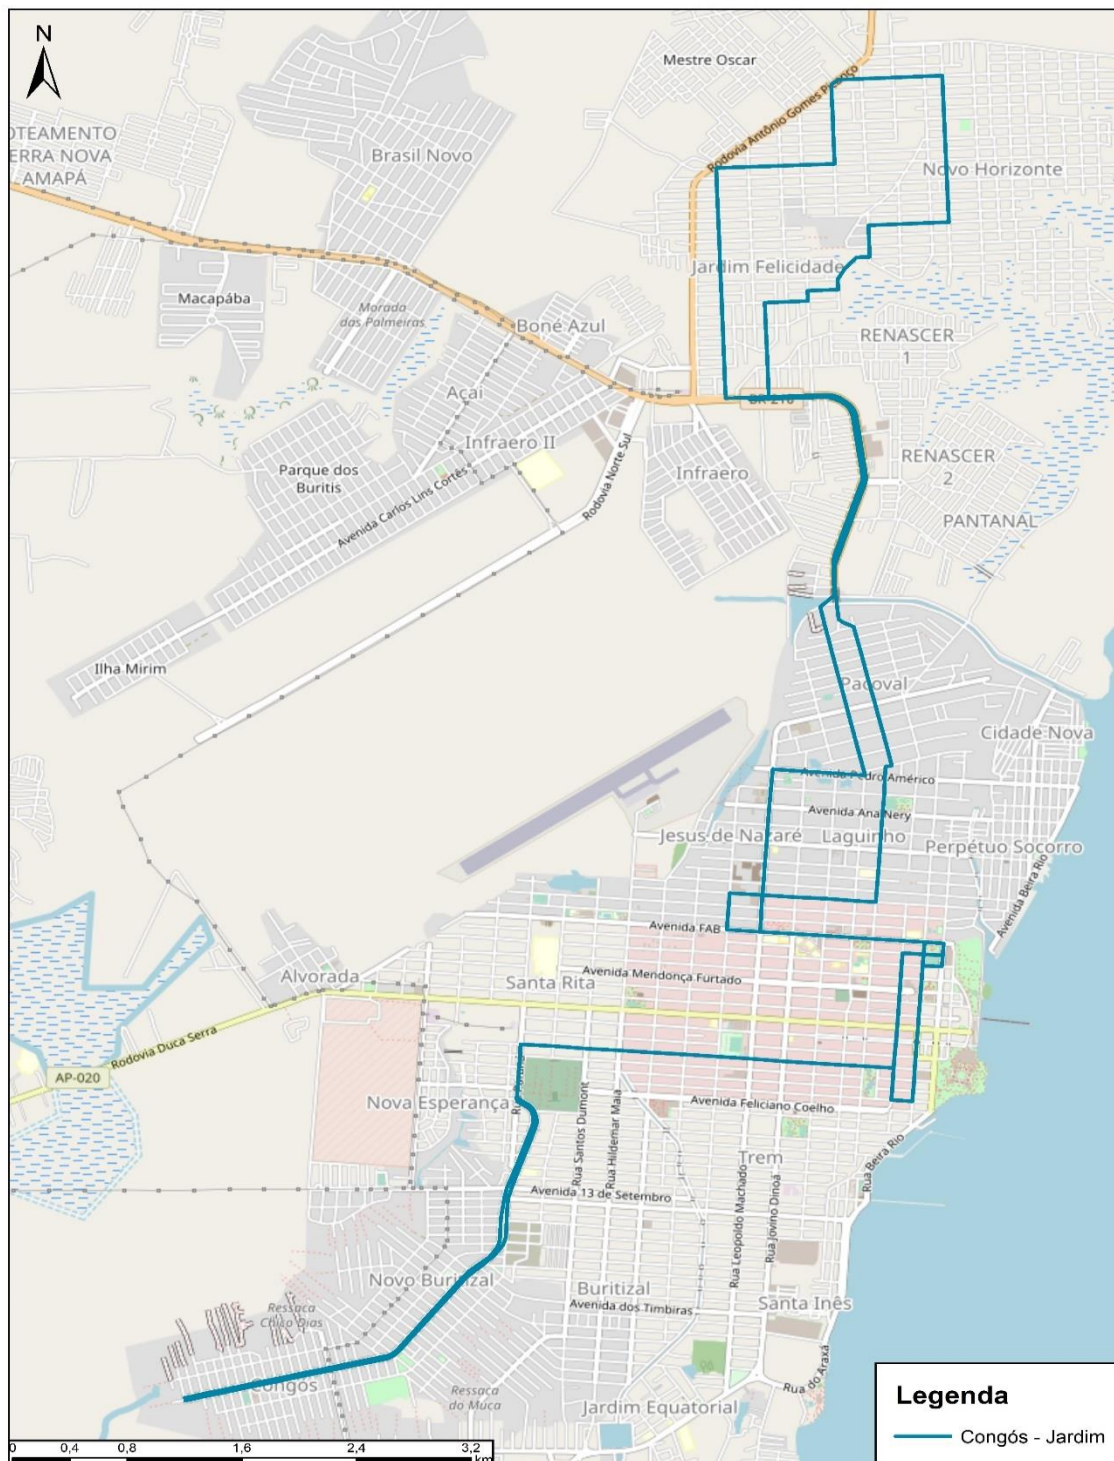 N
Mestre Oscar
Rodovia Antônio Gomes Picanço
OTEAMENTO
ERRA NOVA
AMAPÁ
Brasil Novo
Novo Horizonte
Jardim Felicidade
Macapába
Morada
das Palmeiras
Boné Azul
RENASCER
1
Açai
BR-210
Infraero II
Parque dos
Buritis
Infraero
RENASCER
2
Avenida Carlos Lins Cortês
Rodovia Norte Sul
PANTANAL
Ilha Mirim
Pacoval
Cidade Nova
Avenida Pedro Américo
Avenida Ana Nery
Jesus de Nazaré
Laguinho
Perpétuo Socorro
Avenida Beira Rio
Avenida FAB
Alvorada
Santa Rita
Avenida Mendonça Furtado
Rodovia Duca Serra
AP-020
Nova Esperança
Rua Santos Dumont
Rua Hildemar Maia
Avenida Feliciano Coelho
Trem
Rua Beira Rio
Avenida 13 de Setembro
Rua Leopoldo Machado
Rua Jovino Dinoá
Novo Buritizal
Buritizal
Ressaca
Chico Dias
Avenida dos Timbiras
Santa Inês
Congós
Ressaca
do Muca
Jardim Equatorial
Rua do Araxá
Legenda
Congós - Jardim
0 0,4 0,8 1,6 2,4 3,2
km